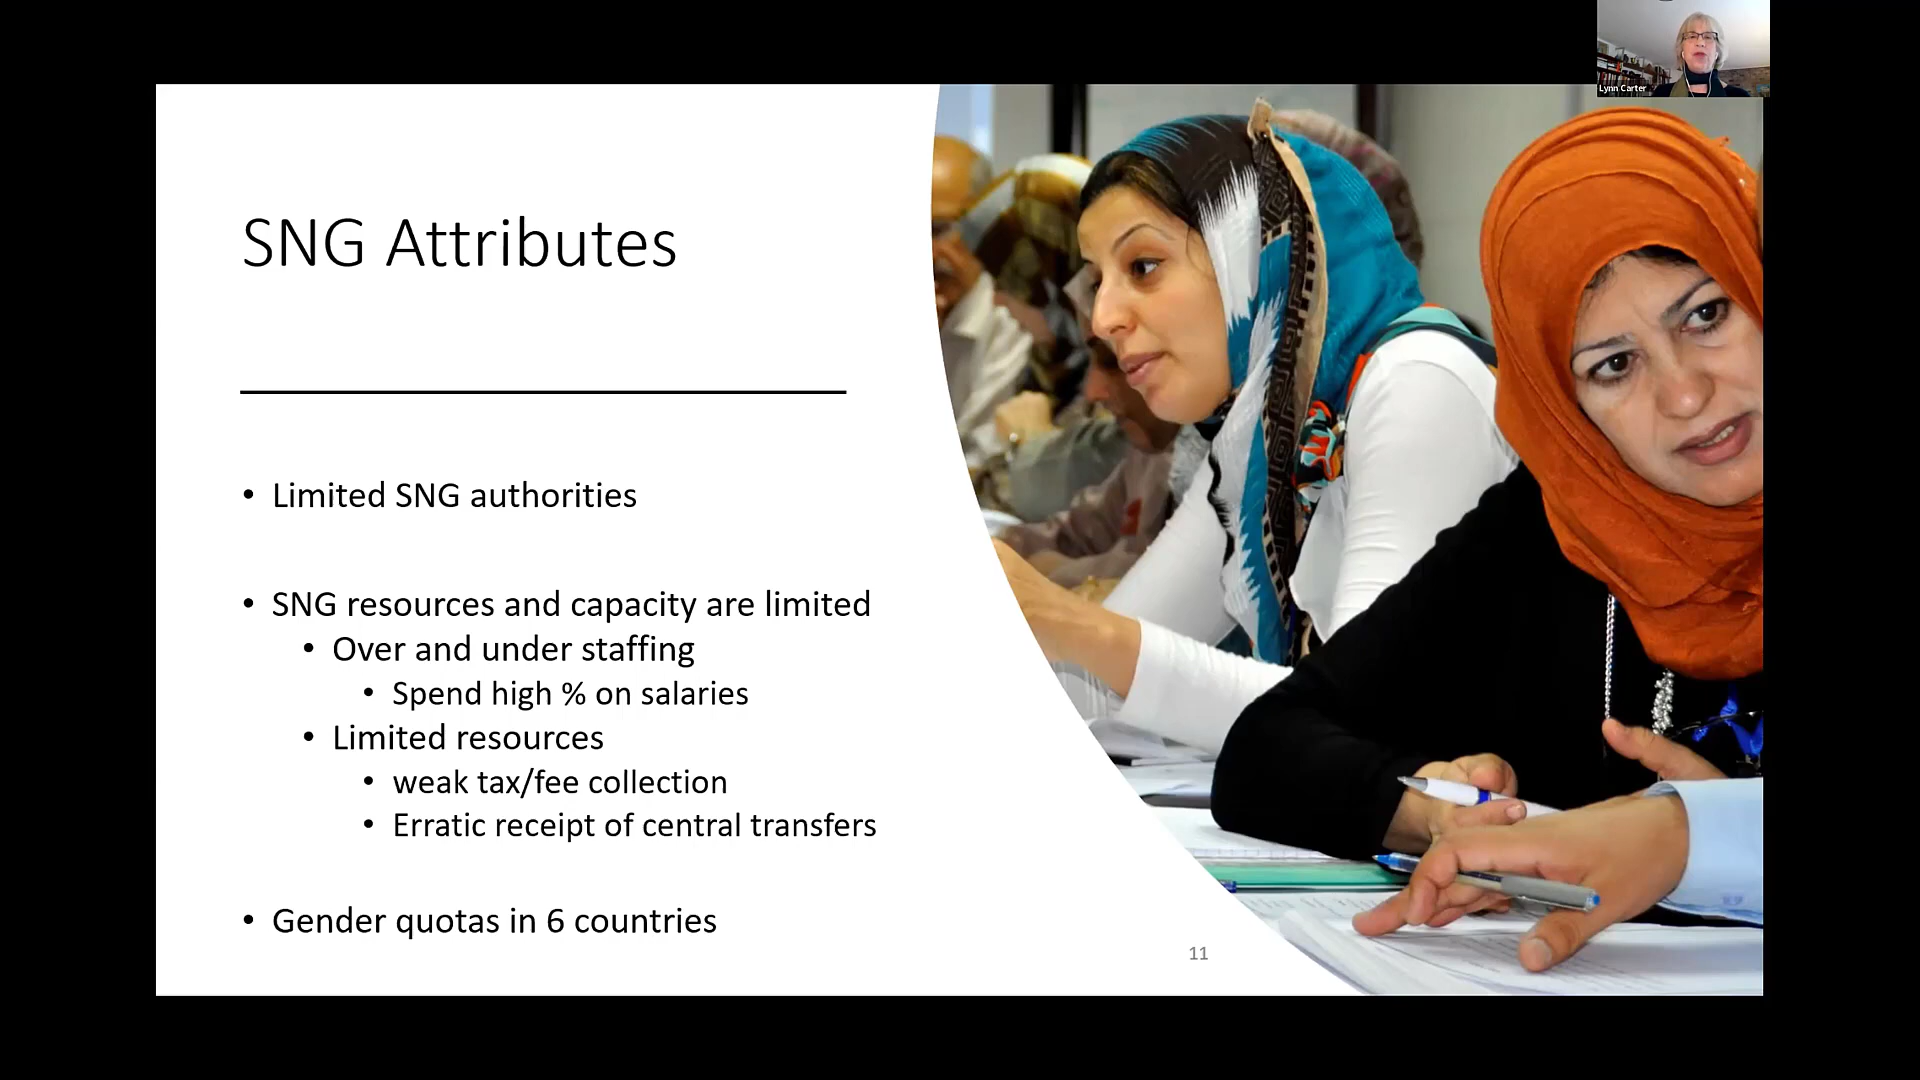 Lynn Carter
SNG Attributes
• Limited SNG authorities
• SNG resources and capacity are limited
• Over and under staffing
• Spend high % on salaries
• Limited resources
• weak tax/fee collection
• Erratic receipt of central transfers
• Gender quotas in 6 countries
11